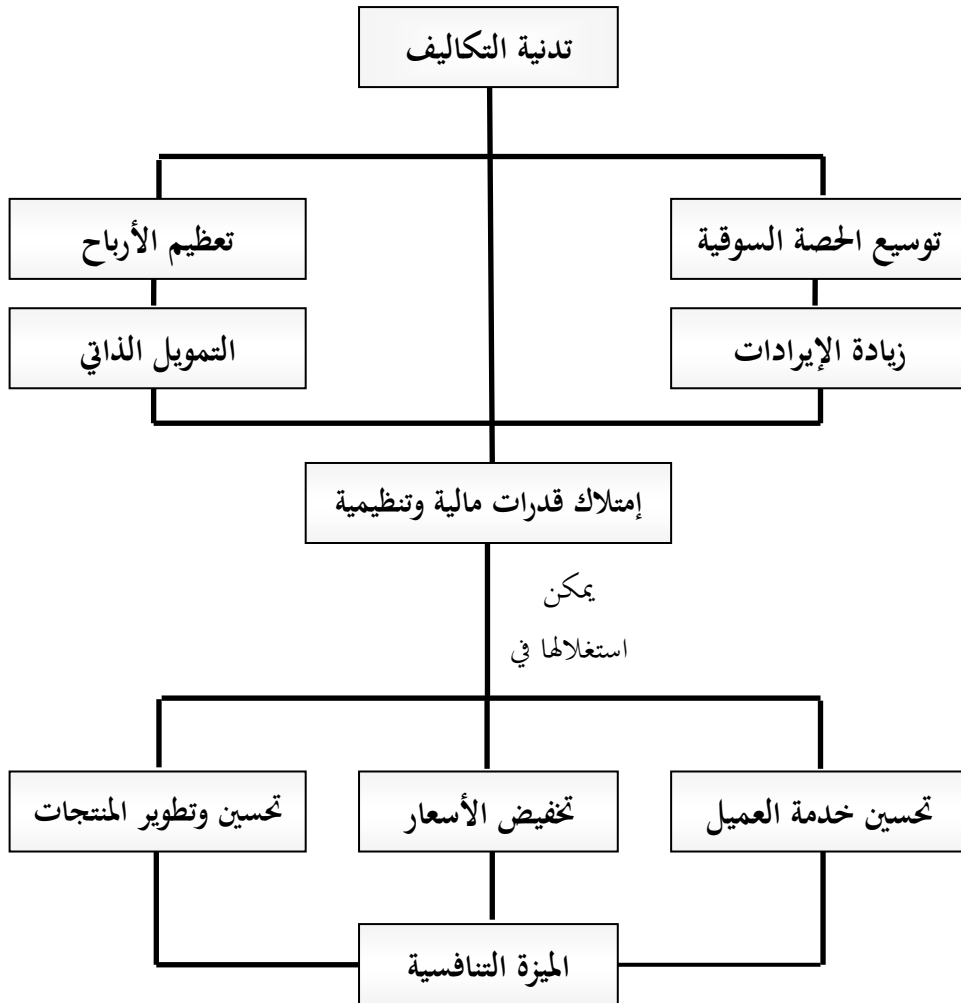 تدنية التكاليف
توسيع الحصة السوقية
تعظيم الأرباح
زيادة الإيرادات
التمويل الذاتي
إمتلاك قدرات مالية وتنظيمية
يمكن
استغلالها في
تحسين خدمة العميل
تخفيض الأسعار
تحسين وتطوير المنتجات
الميزة التنافسية